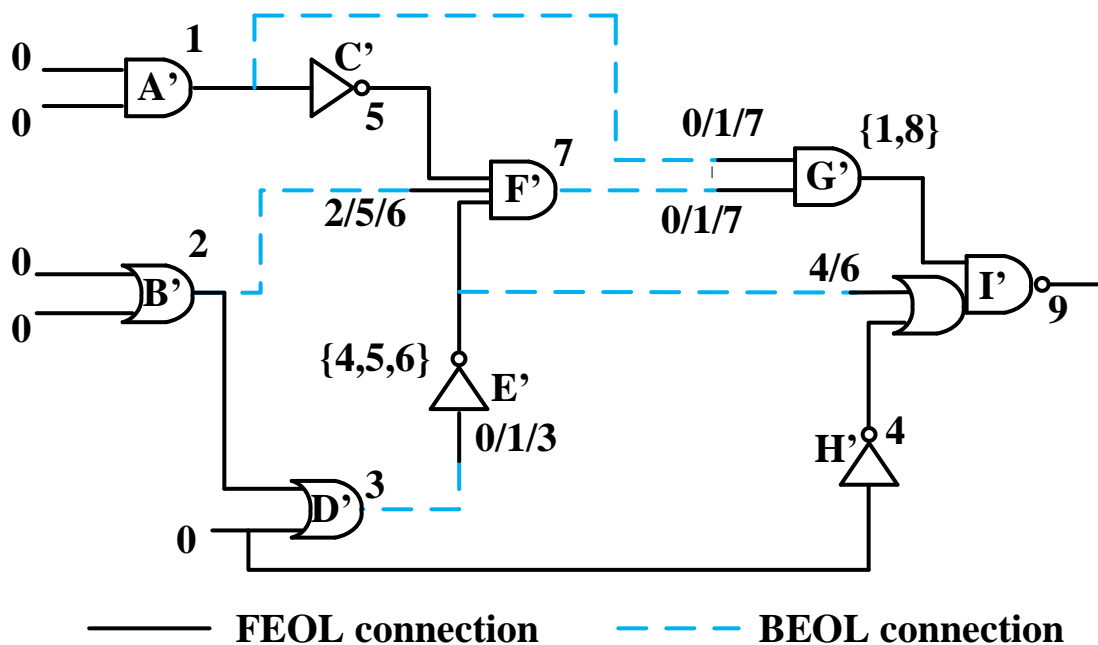 1
0
A’
C’
0
5
0/1/7
{1,8}
7
G’
F’
2/5/6
0/1/7
0
2
B’
4/6
I’
0
9
{4,5,6}
E’
0/1/3
H’
4
3
D’
0
FEOL connection
BEOL connection